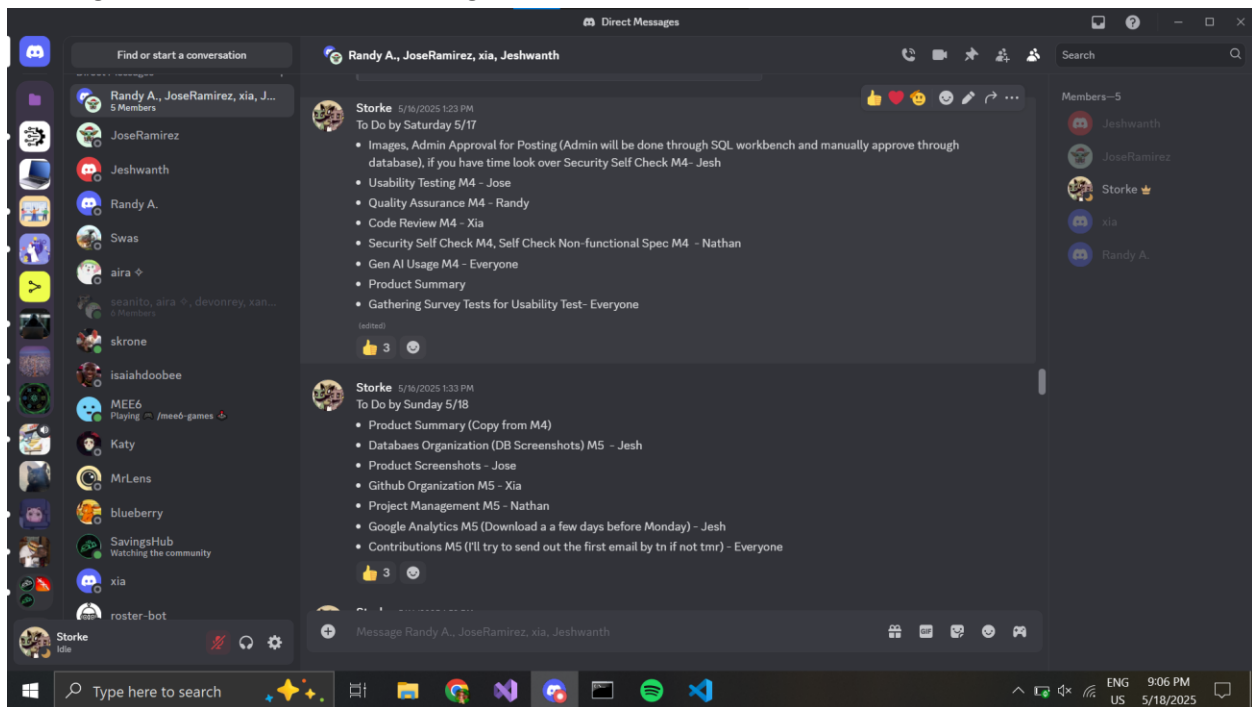 Direct Messages
Find or start a conversation
Randy A., JoseRamirez, xia, Jeshwanth
Search
Randy A., JoseRamirez, xia, J...
5 Members
JoseRamirez
Jeshwanth
Randy A.
Swas
aira
seanito, aira ✧, devonrey, xan...
6 Members
skrone
isaiahdoobee
MEE6
Playing 🎮 /mee6-games 🕹
Katy
MrLens
blueberry
SavingsHub
Watching the community
xia
roster-bot
Storke
Idle
Storke 5/16/2025 1:23 PM
To Do by Saturday 5/17
• Images, Admin Approval for Posting (Admin will be done through SQL workbench and manually approve through
database), if you have time look over Security Self Check M4- Jesh
• Usability Testing M4 - Jose
• Quality Assurance M4 - Randy
• Code Review M4 - Xia
• Security Self Check M4, Self Check Non-functional Spec M4 - Nathan
• Gen AI Usage M4 - Everyone
• Product Summary
• Gathering Survey Tests for Usability Test- Everyone
(edited)
👍 3
Storke 5/16/2025 1:33 PM
To Do by Sunday 5/18
• Product Summary (Copy from M4)
• Databaes Organization (DB Screenshots) M5 - Jesh
• Product Screenshots - Jose
• Github Organization M5 - Xia
• Project Management M5 - Nathan
• Google Analytics M5 (Download a a few days before Monday) - Jesh
• Contributions M5 (I'll try to send out the first email by tn if not tmr) - Everyone
👍 3
Message Randy A., JoseRamirez, xia, Jeshwanth
GIF
Members—5
Jeshwanth
JoseRamirez
Storke
xia
Randy A.
Type here to search
ENG
US
9:06 PM
5/18/2025